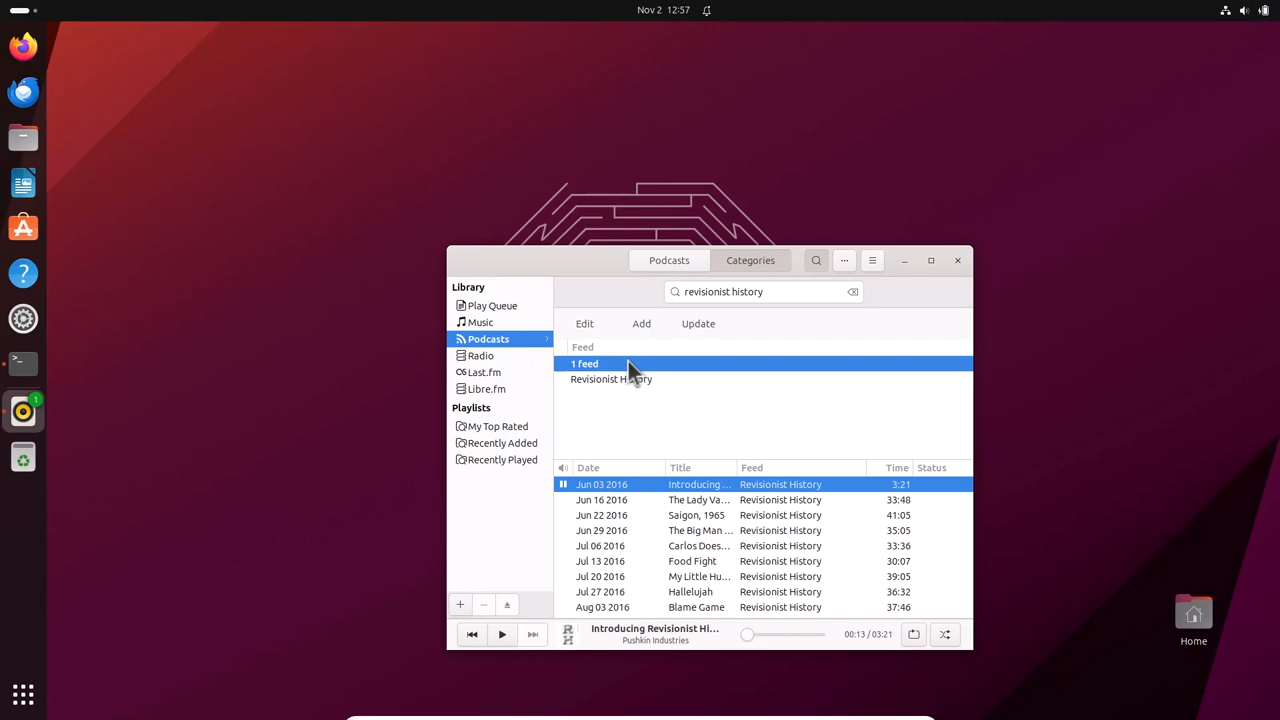 Nov 2 12:57
Podcasts Categories
Library
revisionist history
Play Queue
Music
Podcasts
Radio
Last.fm
Libre.fm
Playlists
My Top Rated
Recently Added
Recently Played
Edit Add Update
Feed
1 feed
Revisionist History
Date Title Feed Time Status
Jun 03 2016 Introducing ... Revisionist History 3:21
Jun 16 2016 The Lady Va... Revisionist History 33:48
Jun 22 2016 Saigon, 1965 Revisionist History 41:05
Jun 29 2016 The Big Man ... Revisionist History 35:05
Jul 06 2016 Carlos Does... Revisionist History 33:36
Jul 13 2016 Food Fight Revisionist History 30:07
Jul 20 2016 My Little Hu... Revisionist History 39:05
Jul 27 2016 Hallelujah Revisionist History 36:32
Aug 03 2016 Blame Game Revisionist History 37:46
Introducing Revisionist Hi...
Pushkin Industries
00:13 / 03:21
1
Home